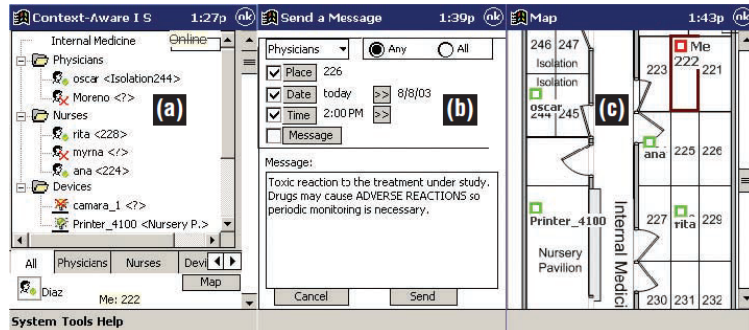 Context-Aware I S 1:27p ok
Internal Medicine Online
Physicians
oscar <Isolation244>
Moreno <?>
Nurses
rita <228>
myrna <?>
ana <224>
Devices
camara_1 <?>
Printer_4100 <Nursery P.>
All Physicians Nurses Devi
Diaz Me: 222 Map
System Tools Help
(a)
Send a Message 1:39p ok
Physicians Any All
Place 226
Date today >> 8/8/03
Time 2:00 PM >>
Message
Message:
Toxic reaction to the treatment under study.
Drugs may cause ADVERSE REACTIONS so
periodic monitoring is necessary.
Cancel Send
(b)
Map 1:43p ok
246 247
Isolation
Isolation
oscar
244 245
Me
222
223 221
ana 225 226
Printer_4100
227 rita 229
Nursery
Pavilion
Internal Medici
230 231 232
(c)